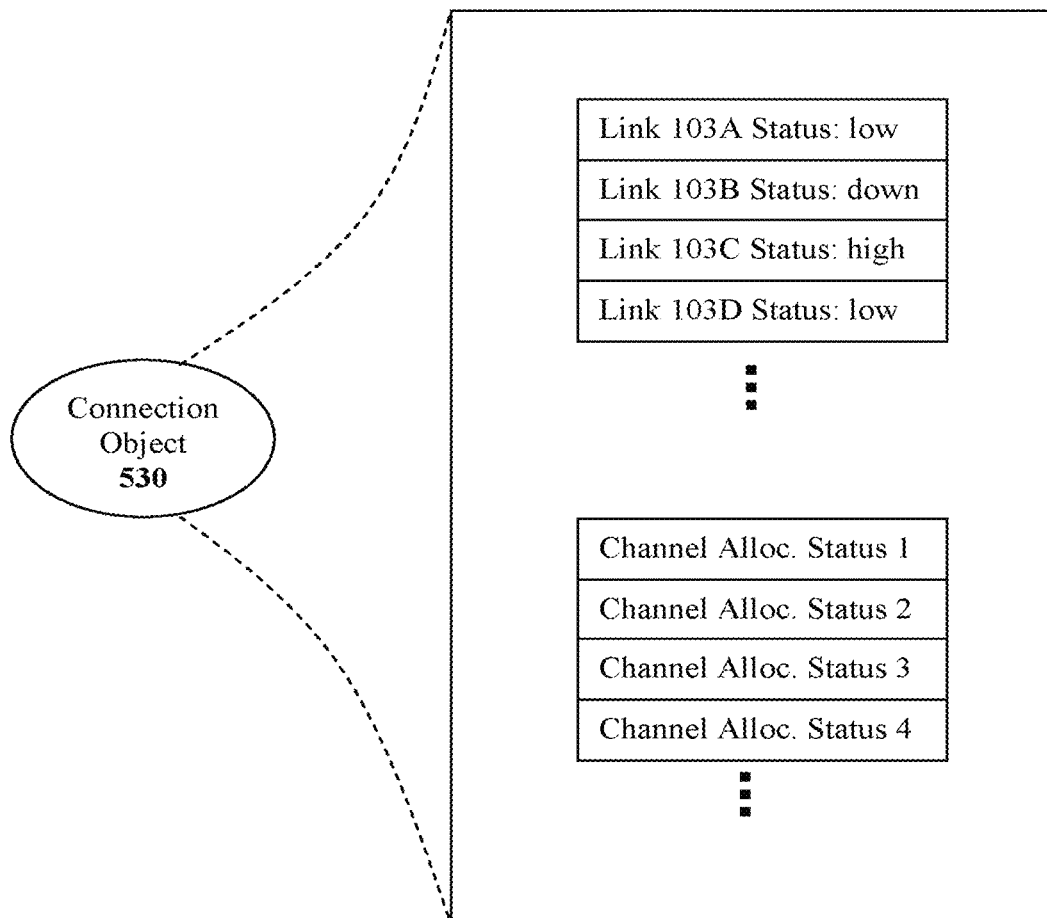 Link 103A Status: low
Link 103B Status: down
Link 103C Status: high
Link 103D Status: low
Connection
Object
530
Channel Alloc. Status 1
Channel Alloc. Status 2
Channel Alloc. Status 3
Channel Alloc. Status 4